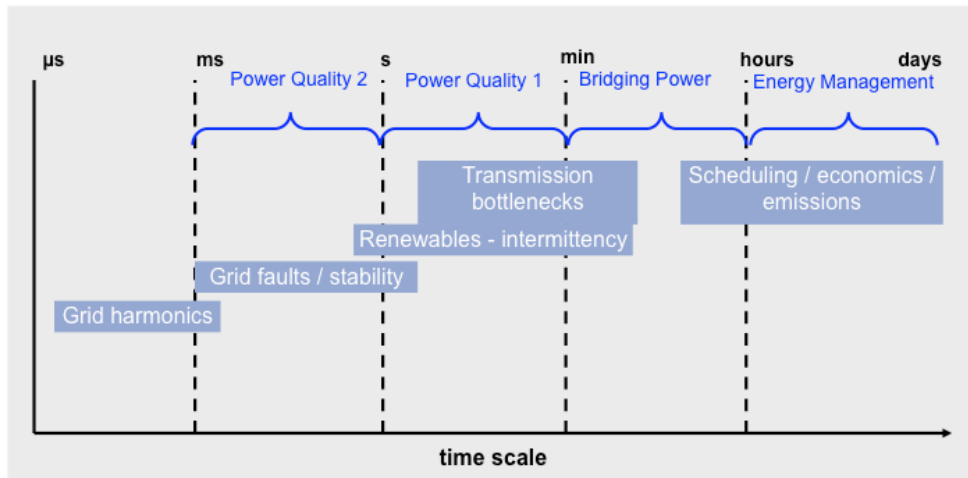 µs
ms
s
min
hours
days
Power Quality 2
Power Quality 1
Bridging Power
Energy Management
Transmission
bottlenecks
Scheduling / economics /
emissions
Renewables - intermittency
Grid faults / stability
Grid harmonics
time scale